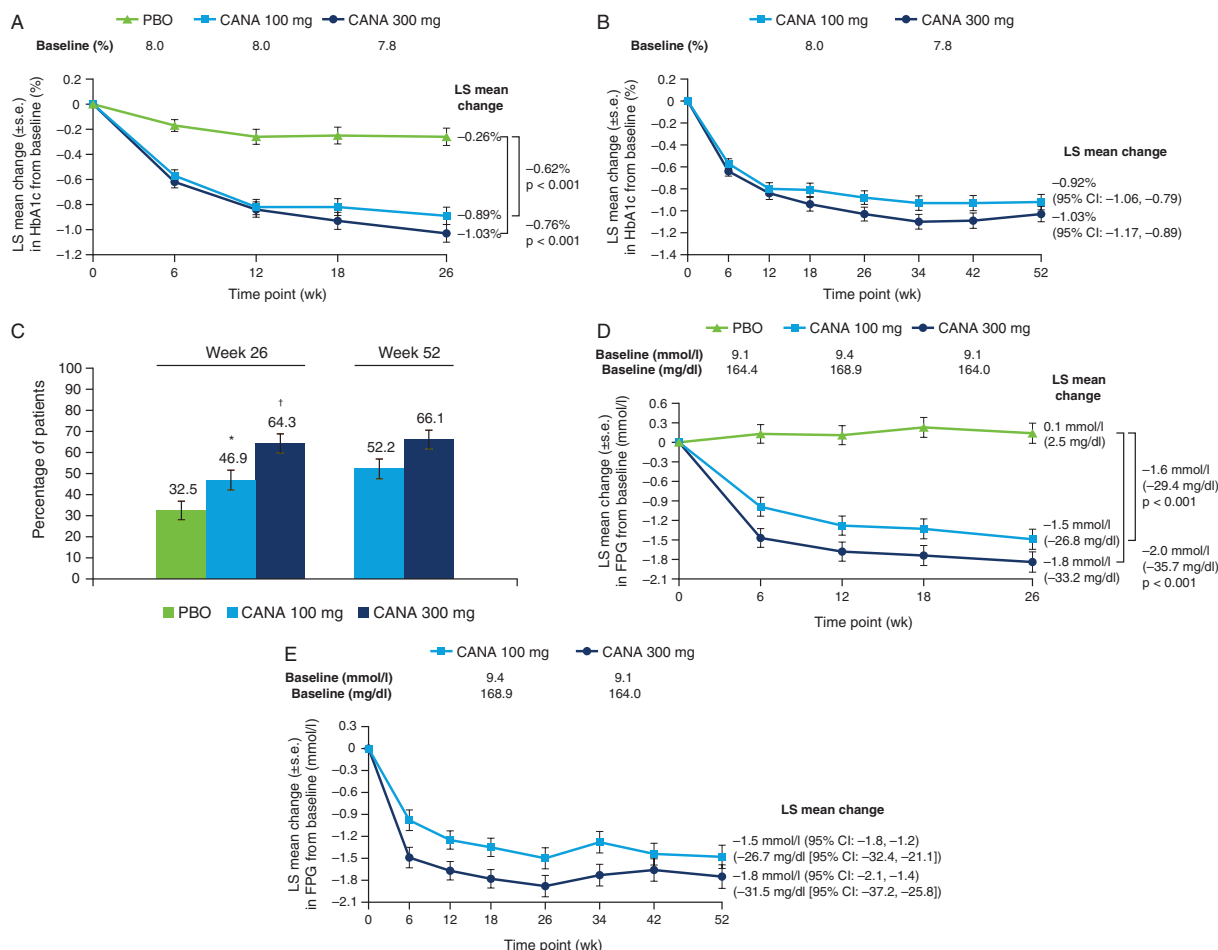 A
PBO CANA 100 mg CANA 300 mg
Baseline (%) 8.0 8.0 7.8
LS mean change (±s.e.)
in HbA1c from baseline (%)
0.2
0
−0.2
−0.4
−0.6
−0.8
−1.0
−1.2
0 6 12 18 26
Time point (wk)
LS mean
change
−0.26%
−0.89%
−1.03%
−0.62%
p < 0.001
−0.76%
p < 0.001
B
CANA 100 mg CANA 300 mg
Baseline (%) 8.0 7.8
LS mean change (±s.e.)
in HbA1c from baseline (%)
0.2
0
−0.2
−0.4
−0.6
−0.8
−1.0
−1.2
−1.4
0 6 12 18 26 34 42 52
Time point (wk)
LS mean change
−0.92%
(95% CI: −1.06, −0.79)
−1.03%
(95% CI: −1.17, −0.89)
C
Week 26 Week 52
Percentage of patients
100
90
80
70
60
50
40
30
20
10
0
32.5
*
46.9
†
64.3
52.2
66.1
PBO CANA 100 mg CANA 300 mg
D
PBO CANA 100 mg CANA 300 mg
Baseline (mmol/l) 9.1 9.4 9.1
Baseline (mg/dl) 164.4 168.9 164.0
LS mean change (±s.e.)
in FPG from baseline (mmol/l)
0.6
0.3
0
−0.3
−0.6
−0.9
−1.2
−1.5
−1.8
−2.1
0 6 12 18 26
Time point (wk)
LS mean
change
0.1 mmol/l
(2.5 mg/dl)
−1.5 mmol/l
(−26.8 mg/dl)
−1.8 mmol/l
(−33.2 mg/dl)
−1.6 mmol/l
(−29.4 mg/dl)
p < 0.001
−2.0 mmol/l
(−35.7 mg/dl)
p < 0.001
E
CANA 100 mg CANA 300 mg
Baseline (mmol/l) 9.4 9.1
Baseline (mg/dl) 168.9 164.0
LS mean change (±s.e.)
in FPG from baseline (mmol/l)
0.3
0
−0.3
−0.6
−0.9
−1.2
−1.5
−1.8
−2.1
0 6 12 18 26 34 42 52
Time point (wk)
LS mean change
−1.5 mmol/l (95% CI: −1.8, −1.2)
(−26.7 mg/dl [95% CI: −32.4, −21.1])
−1.8 mmol/l (95% CI: −2.1, −1.4)
(−31.5 mg/dl [95% CI: −37.2, −25.8])